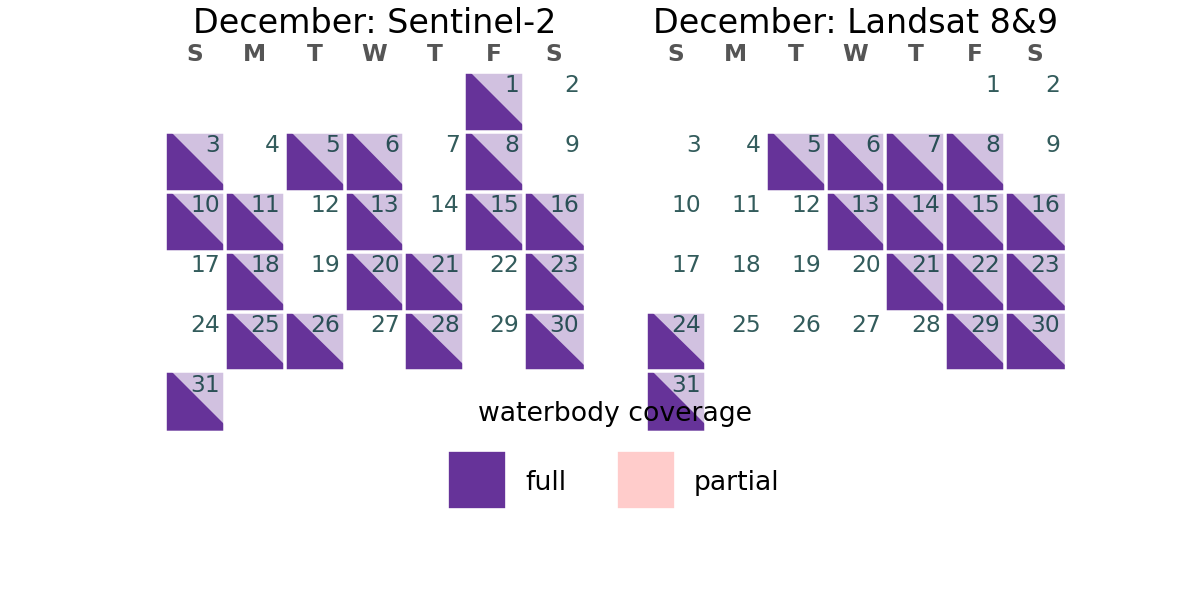 December: Sentinel-2
S M T W T F S
1 2
3 4 5 6 7 8 9
10 11 12 13 14 15 16
17 18 19 20 21 22 23
24 25 26 27 28 29 30
31
December: Landsat 8&9
S M T W T F S
1 2
3 4 5 6 7 8 9
10 11 12 13 14 15 16
17 18 19 20 21 22 23
24 25 26 27 28 29 30
31
waterbody coverage
full partial